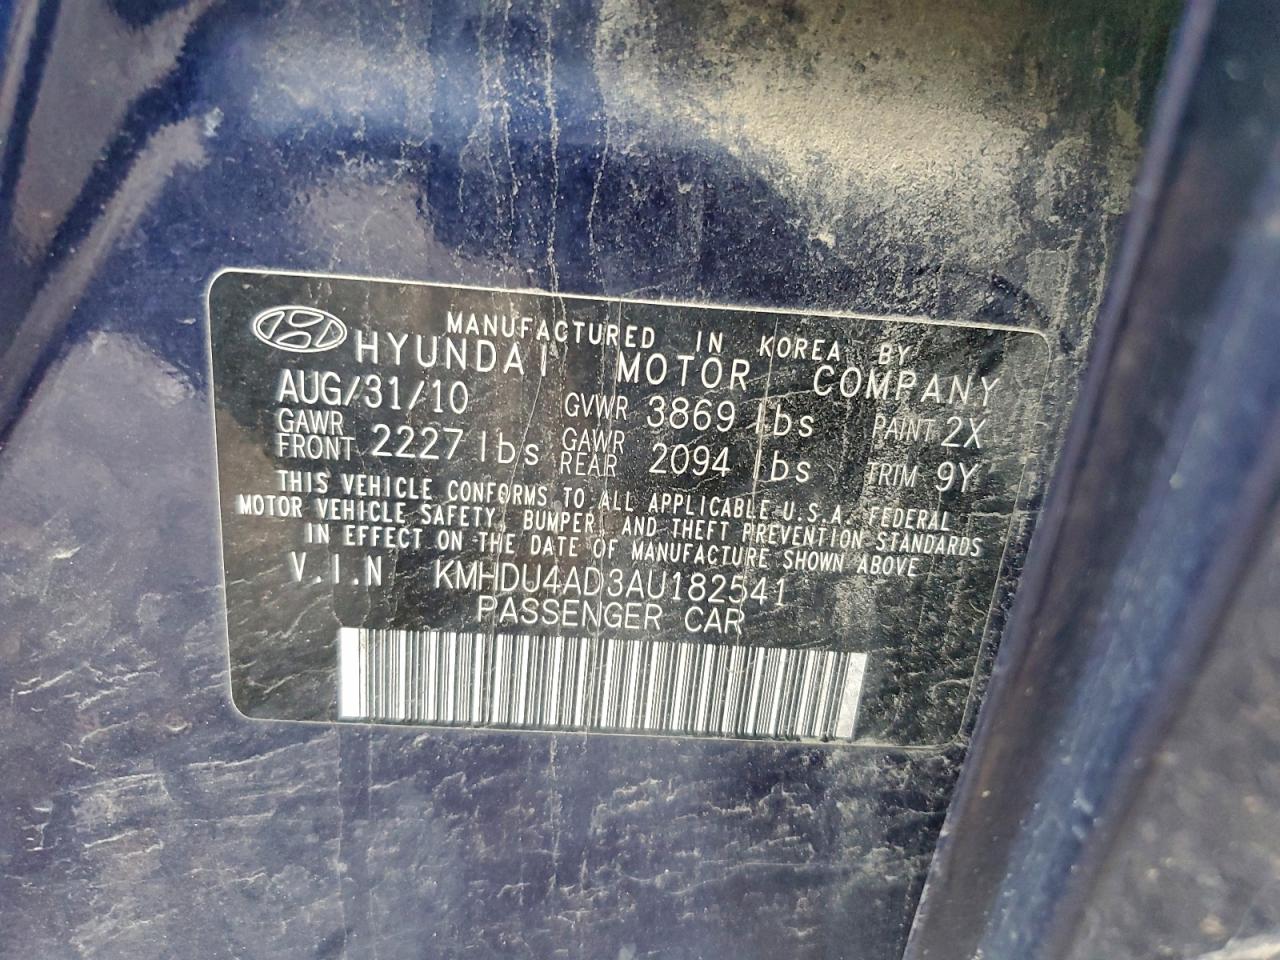 MANUFACTURED IN KOREA BY
HYUNDAI MOTOR COMPANY
AUG/31/10 GVWR 3869 lbs PAINT 2X
GAWR FRONT 2227 lbs GAWR REAR 2094 lbs TRIM 9Y
THIS VEHICLE CONFORMS TO ALL APPLICABLE U.S.A. FEDERAL
MOTOR VEHICLE SAFETY, BUMPER, AND THEFT PREVENTION STANDARDS
IN EFFECT ON THE DATE OF MANUFACTURE SHOWN ABOVE
V.I.N KMHDU4AD3AU182541
PASSENGER CAR